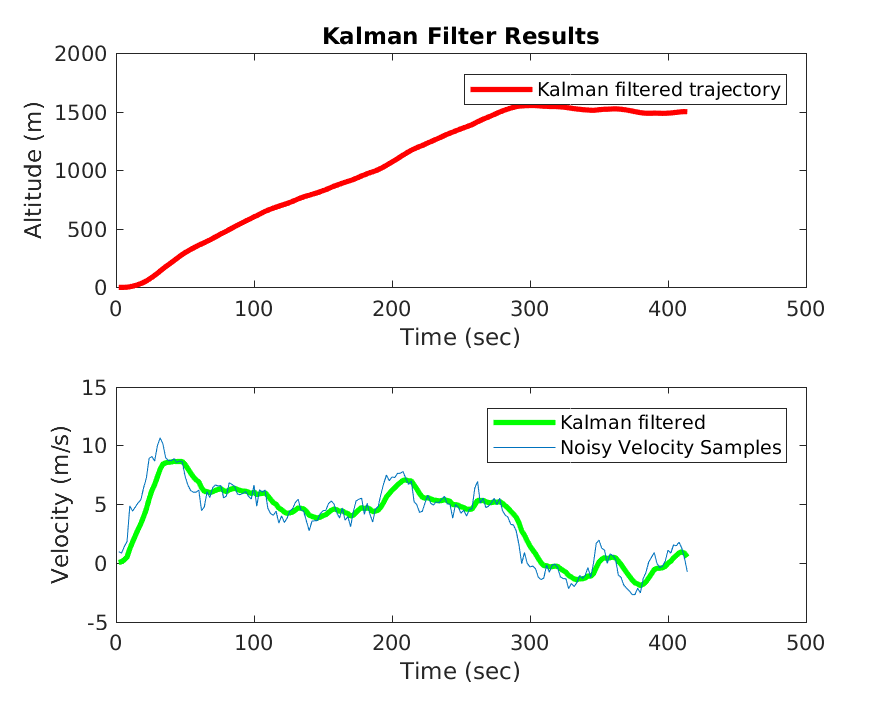 Kalman Filter Results
2000
1500
1000
500
0
Altitude (m)
Kalman filtered trajectory
0 100 200 300 400 500
Time (sec)
15
10
5
0
-5
Velocity (m/s)
Kalman filtered
Noisy Velocity Samples
0 100 200 300 400 500
Time (sec)